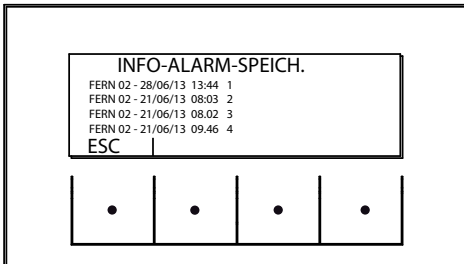 INFO-ALARM-SPEICH.
FERN 02 - 28/06/13 13:44 1
FERN 02 - 21/06/13 08:03 2
FERN 02 - 21/06/13 08.02 3
FERN 02 - 21/06/13 09.46 4
ESC